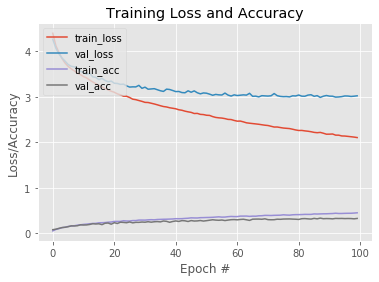 Training Loss and Accuracy
train_loss
val_loss
train_acc
val_acc
Loss/Accuracy
4
3
2
1
0
0 20 40 60 80 100
Epoch #